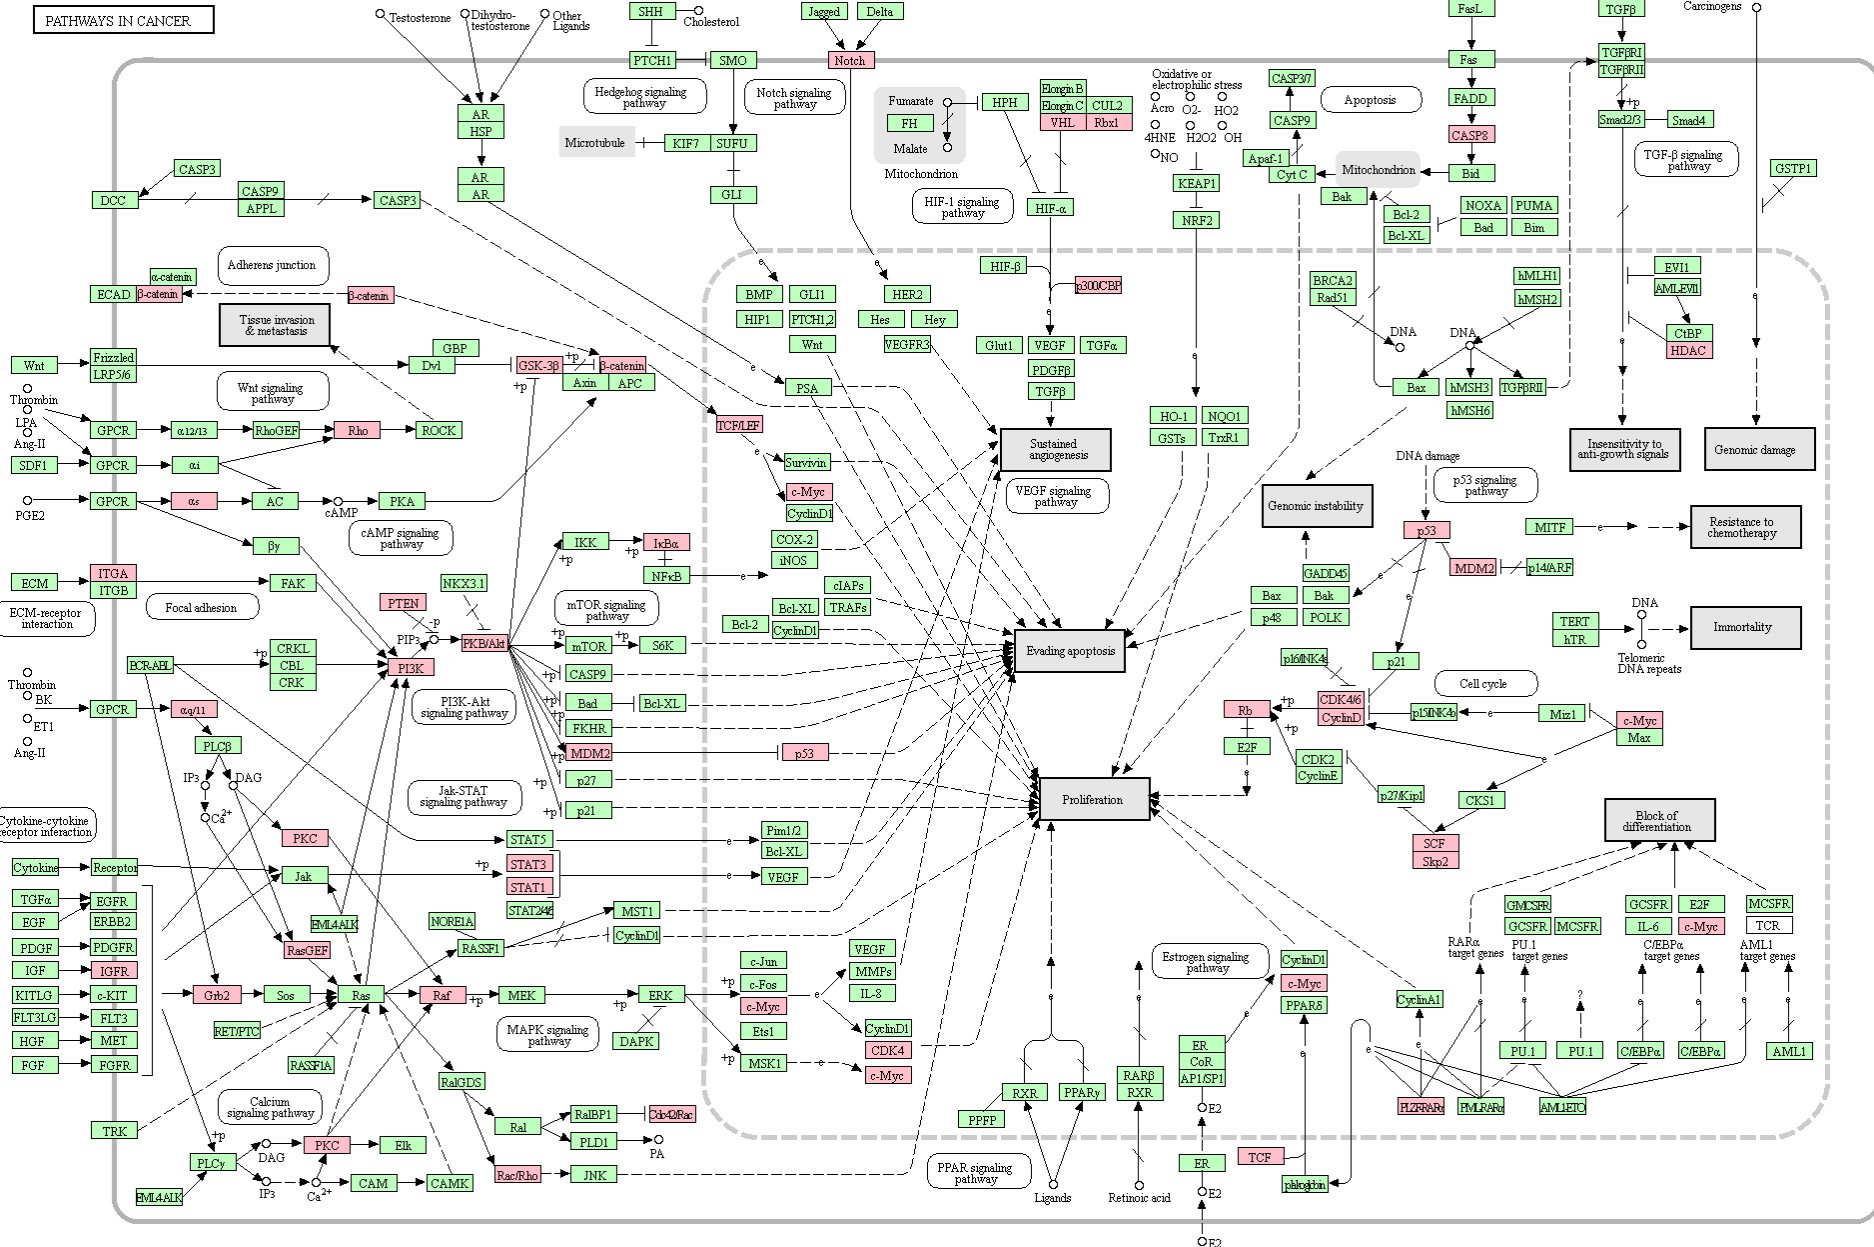 PATHWAYS IN CANCER
Testosterone
Dihydro-
testosterone
Other
Ligands
SHH
Cholesterol
Jagged
Delta
FasL
TGFβ
Carcinogens
PTCH1
SMO
Notch
Fas
TGFβRI
TGFβRII
Hedgehog signaling
pathway
Notch signaling
pathway
Fumarate
FH
Malate
Mitochondrion
HPH
Elongin B
Elongin C
CUL2
VHL
Rbx1
Oxidative or
electrophilic stress
Acro
O2-
HO2
4HNE
H2O2
OH
NO
CASP3/7
CASP9
Apoptosis
FADD
CASP8
+p
Smad2/3
Smad4
AR
HSP
Microtubule
KIF7
SUFU
Apaf-1
Cyt C
Mitochondrion
Bid
TGF-β signaling
pathway
GSTP1
CASP3
DCC
CASP9
APPL
CASP3
AR
AR
GLI
HIF-1 signaling
pathway
HIF-α
KEAP1
NRF2
Bak
Bcl-2
Bcl-XL
NOXA
PUMA
Bad
Bim
Adherens junction
α-catenin
ECAD
β-catenin
β-catenin
e
e
HIF-β
p300/CBP
BRCA2
Rad51
hMLH1
hMSH2
EVI1
AML-EVI1
BMP
GLI1
HER2
HIP1
PTCH1,2
Hes
Hey
Wnt
VEGFR3
Glut1
VEGF
TGFα
PDGFβ
TGFβ
e
e
DNA
DNA
CtBP
HDAC
e
e
Tissue invasion
& metastasis
Wnt
Frizzled
LRP5/6
Dvl
GBP
GSK-3β
+p
β-catenin
+p
Axin
APC
e
PSA
Bax
hMSH3
TGFβRII
hMSH6
Thrombin
LPA
Ang-II
Wnt signaling
pathway
GPCR
α12/13
RhoGEF
Rho
ROCK
TCF/LEF
Sustained
angiogenesis
HO-1
NQO1
GSTs
TrxR1
Insensitivity to
anti-growth signals
Genomic damage
SDF1
GPCR
αi
e
Survivin
c-Myc
CyclinD1
VEGF signaling
pathway
Genomic instability
DNA damage
p53 signaling
pathway
PGE2
GPCR
αs
AC
cAMP
PKA
cAMP signaling
pathway
βγ
IKK
+p
+p
IκBα
NFκB
e
COX-2
iNOS
p53
MITF
e
Resistance to
chemotherapy
ECM
ITGA
ITGB
FAK
NKX3.1
MDM2
p14/ARF
GADD45
Bax
Bak
p48
POLK
e
e
ECM-receptor
interaction
Focal adhesion
PTEN
-p
PIP3
PKB/Akt
mTOR signaling
pathway
cIAPs
Bcl-XL
TRAFs
Bcl-2
CyclinD1
+p
mTOR
+p
S6K
Evading apoptosis
TERT
hTR
DNA
Telomeric
DNA repeats
Immortality
BCR-ABL
+p
CRKL
CBL
CRK
PI3K
+p
CASP9
p16/INK4a
p21
Thrombin
BK
ET1
Ang-II
GPCR
αq/11
PI3K-Akt
signaling pathway
+p
Bad
Bcl-XL
+p
FKHR
+p
MDM2
p53
Cell cycle
Rb
+p
CDK4/6
CyclinD
p15/INK4b
e
Miz1
c-Myc
Max
E2F
e
CDK2
CyclinE
+p
e
PLCβ
IP3
DAG
Ca2+
Jak-STAT
signaling pathway
+p
p27
+p
p21
Proliferation
p27/Kip1
CKS1
SCF
Skp2
Block of
differentiation
Cytokine-cytokine
receptor interaction
PKC
STAT5
e
Pim1/2
Bcl-XL
Cytokine
Receptor
Jak
+p
STAT3
STAT1
STAT2/4/6
e
VEGF
TGFα
EGFR
EGF
ERBB2
PDGF
PDGFR
IGF
IGFR
KITLG
c-KIT
FLT3LG
FLT3
HGF
MET
FGF
FGFR
EML4ALK
NORE1A
RASSF1
MST1
CyclinD1
RasGEF
Grb2
Sos
Ras
Raf
+p
MEK
ERK
+p
RET/PTC
RASSF1A
MAPK signaling
pathway
DAPK
+p
c-Jun
c-Fos
c-Myc
Ets1
MSK1
e
e
VEGF
MMPs
IL-8
CyclinD1
CDK4
c-Myc
e
e
Estrogen signaling
pathway
CyclinD1
c-Myc
PPARδ
e
e
CyclinA1
e
GMCSFR
GCSFR
MCSFR
GCSFR
E2F
IL-6
c-Myc
MCSFR
TCR
RARα
target genes
PU.1
target genes
C/EBPα
target genes
AML1
target genes
e
e
?
e
e
e
e
PU.1
PU.1
C/EBPα
C/EBPα
AML1
ER
CoR
AP1/SP1
E2
RALGDS
RXR
PPARγ
PPFP
RARβ
RXR
e
PLZF-RARα
PML-RARα
AML1-ETO
Calcium
signaling pathway
TRK
Ral
RalBP1
Cdc42/Rac
PLD1
PA
+p
PLCγ
DAG
PKC
Elk
IP3
Ca2+
CAM
CAMK
EML4ALK
Rac/Rho
JNK
PPAR signaling
pathway
Ligands
Retinoic acid
ER
E2
E2
TCF